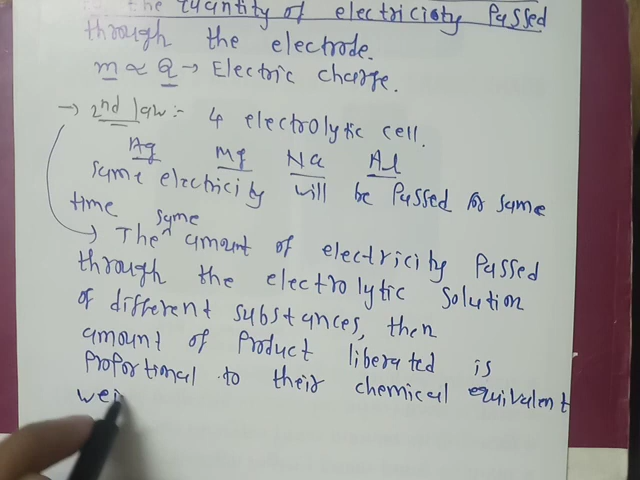 the quantity of electricioty Passed
through the electrode.
m ∝ Q → Electric charge.
→ 2nd law :- 4 electrolytic cell.
Ag Mg Na Al
same electricity will be Passed for same
time same
→ The ^ amount of electricity Passed
through the electrolytic solution
of different substances, then
amount of Product liberated is
Proportional to their chemical equivalent
wei